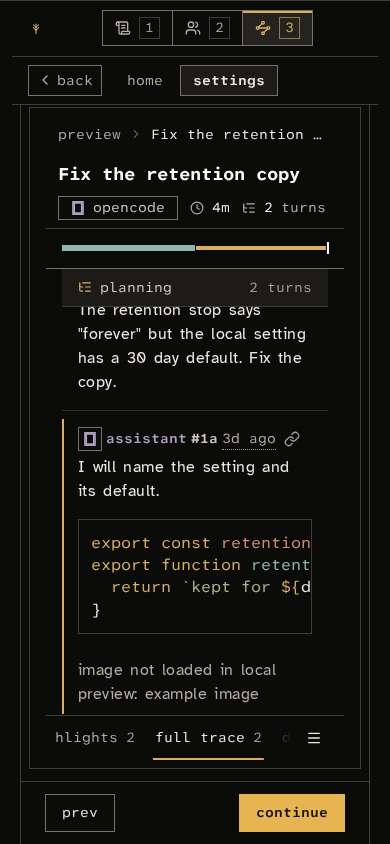 1 2 3
back home settings
preview > Fix the retention …
Fix the retention copy
opencode 4m 2 turns
planning 2 turns
The retention stop says
"forever" but the local setting
has a 30 day default. Fix the
copy.
assistant #1a 3d ago
I will name the setting and
its default.
export const retention
export function retent
return `kept for ${d
}
image not loaded in local
preview: example image
hlights 2 full trace 2 d
prev continue